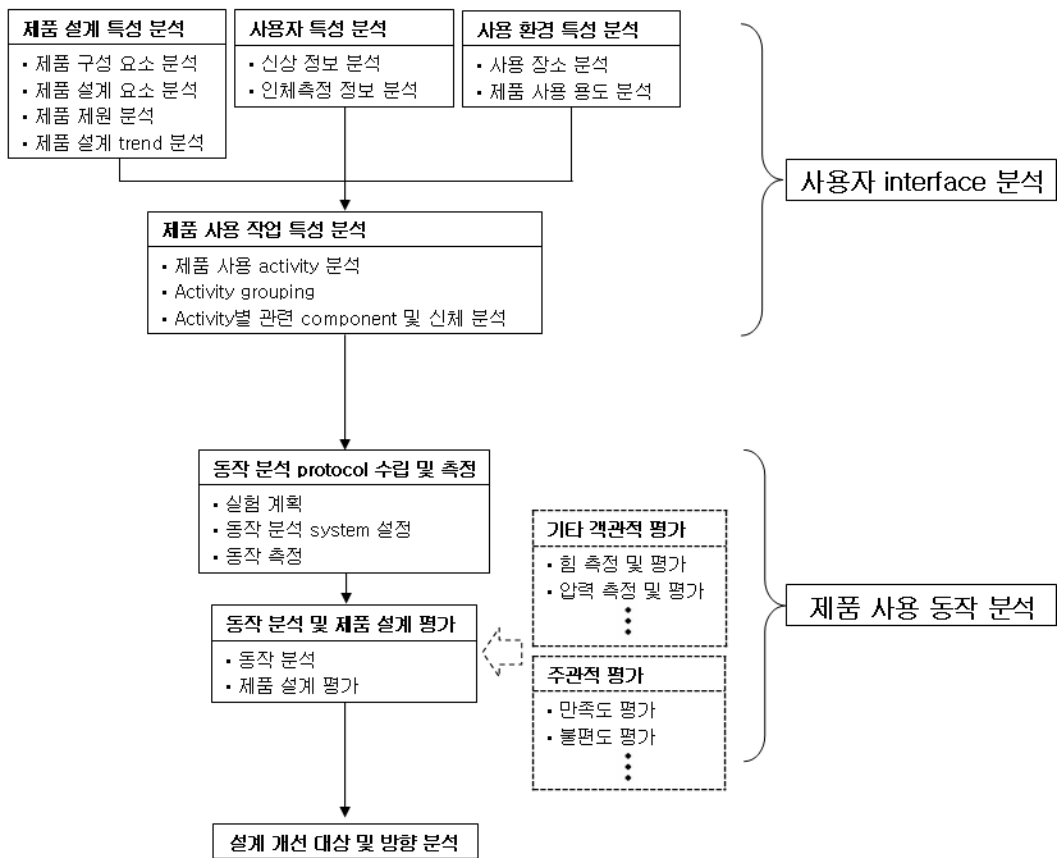 제품 설계 특성 분석
▪ 제품 구성 요소 분석
▪ 제품 설계 요소 분석
▪ 제품 제원 분석
▪ 제품 설계 trend 분석
사용자 특성 분석
▪ 신상 정보 분석
▪ 인체측정 정보 분석
사용 환경 특성 분석
▪ 사용 장소 분석
▪ 제품 사용 용도 분석
사용자 interface 분석
제품 사용 작업 특성 분석
▪ 제품 사용 activity 분석
▪ Activity grouping
▪ Activity별 관련 component 및 신체 분석
동작 분석 protocol 수립 및 측정
▪ 실험 계획
▪ 동작 분석 system 설정
▪ 동작 측정
기타 객관적 평가
▪ 힘 측정 및 평가
▪ 압력 측정 및 평가
제품 사용 동작 분석
동작 분석 및 제품 설계 평가
▪ 동작 분석
▪ 제품 설계 평가
주관적 평가
▪ 만족도 평가
▪ 불편도 평가
설계 개선 대상 및 방향 분석